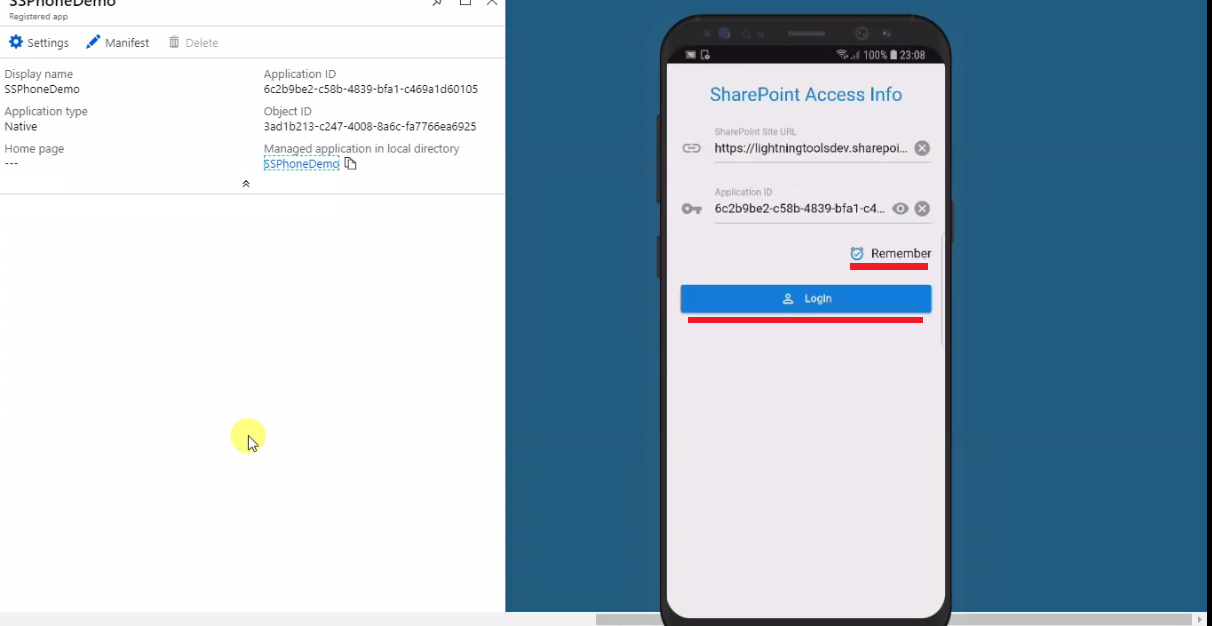 SSPhoneDemo
Registered app
Settings
Manifest
Delete
Display name
SSPhoneDemo
Application type
Native
Home page
---
Application ID
6c2b9be2-c58b-4839-bfa1-c469a1d60105
Object ID
3ad1b213-c247-4008-8a6c-fa7766ea6925
Managed application in local directory
SSPhoneDemo
100% 23:08
SharePoint Access Info
SharePoint Site URL
https://lightningtoolsdev.sharepoi...
Application ID
6c2b9be2-c58b-4839-bfa1-c4...
Remember
Login